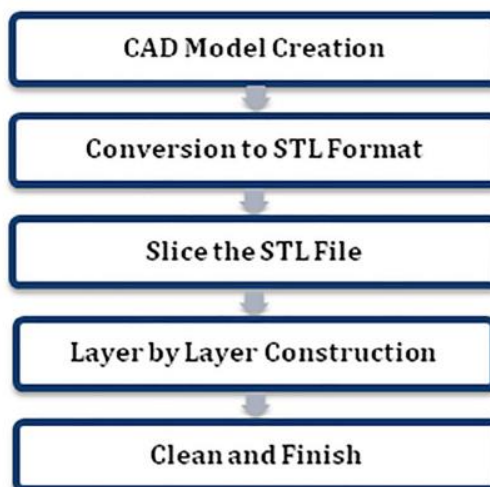 CAD Model Creation
Conversion to STL Format
Slice the STL File
Layer by Layer Construction
Clean and Finish